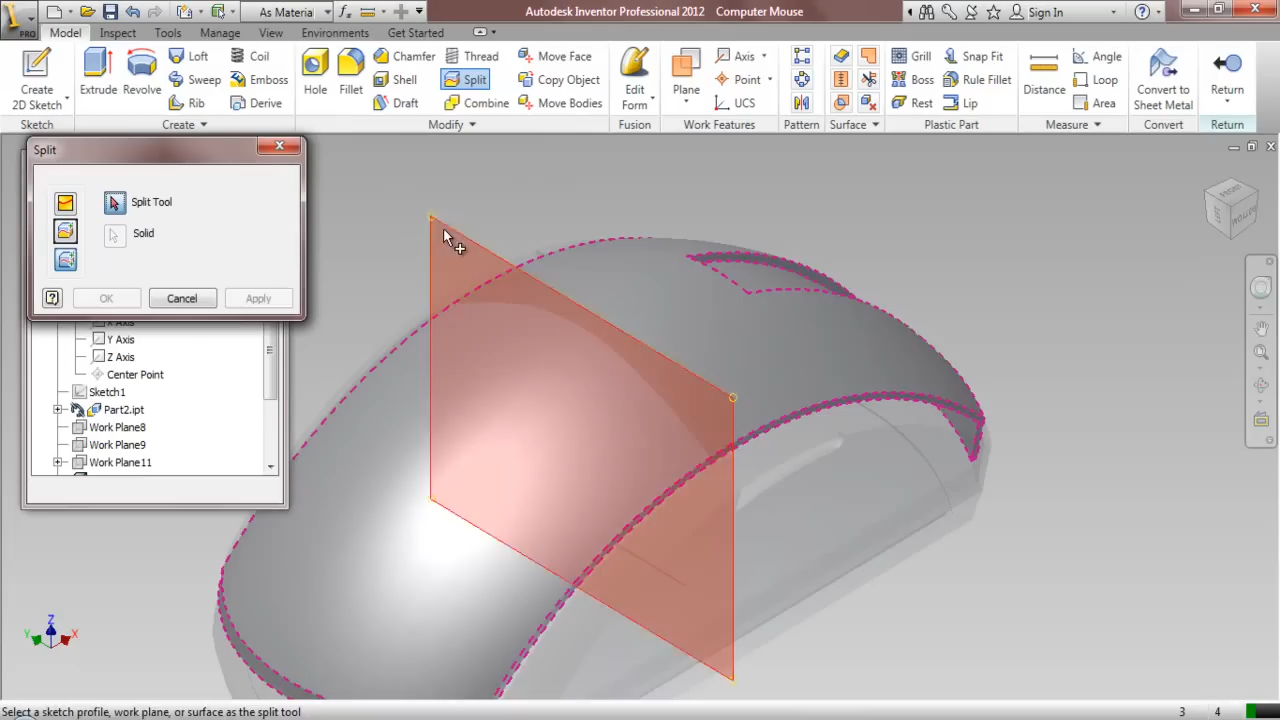 PRO
As Material
Autodesk Inventor Professional 2012 Computer Mouse
Sign In
Model Inspect Tools Manage View Environments Get Started
Create
2D Sketch
Extrude
Revolve
Loft
Sweep
Rib
Coil
Emboss
Derive
Hole
Fillet
Chamfer
Shell
Draft
Thread
Split
Combine
Move Face
Copy Object
Move Bodies
Edit
Form
Plane
Axis
Point
UCS
Grill
Boss
Rest
Snap Fit
Rule Fillet
Lip
Distance
Angle
Loop
Area
Convert to
Sheet Metal
Return
Sketch Create Modify Fusion Work Features Pattern Surface Plastic Part Measure Convert Return
Split
Split Tool
Solid
OK Cancel Apply
X Axis
Y Axis
Z Axis
Center Point
Sketch1
Part2.ipt
Work Plane8
Work Plane9
Work Plane11
FRONT
Z
Y
X
Select a sketch profile, work plane, or surface as the split tool
3 4